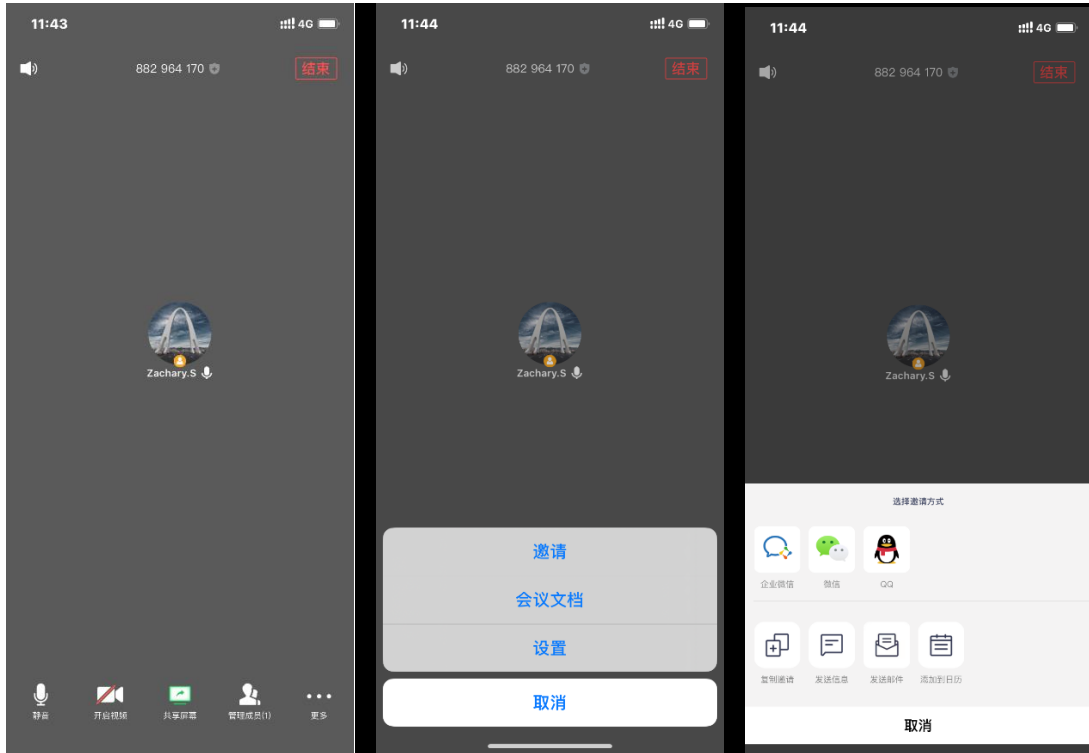 11:43
4G
882 964 170
结束
Zachary.S
静音
开启视频
共享屏幕
管理成员(1)
更多
11:44
4G
882 964 170
结束
Zachary.S
邀请
会议文档
设置
取消
11:44
4G
882 964 170
结束
Zachary.S
选择邀请方式
企业微信
微信
QQ
复制邀请
发送信息
发送邮件
添加到日历
取消